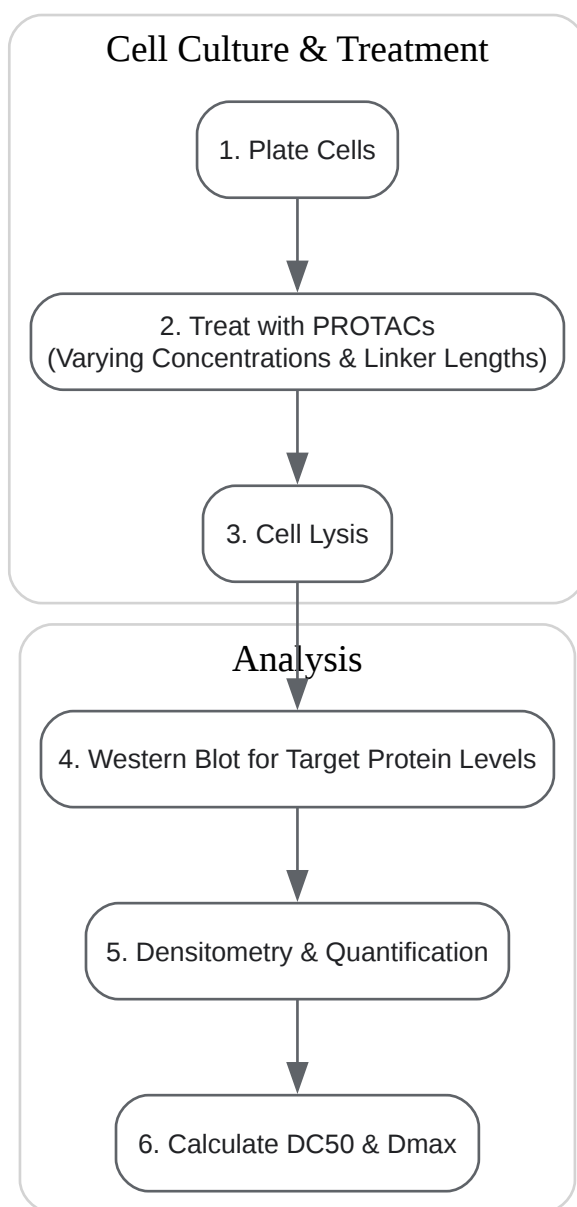 Cell Culture & Treatment
1. Plate Cells
2. Treat with PROTACs
(Varying Concentrations & Linker Lengths)
3. Cell Lysis
Analysis
4. Western Blot for Target Protein Levels
5. Densitometry & Quantification
6. Calculate DC50 & Dmax